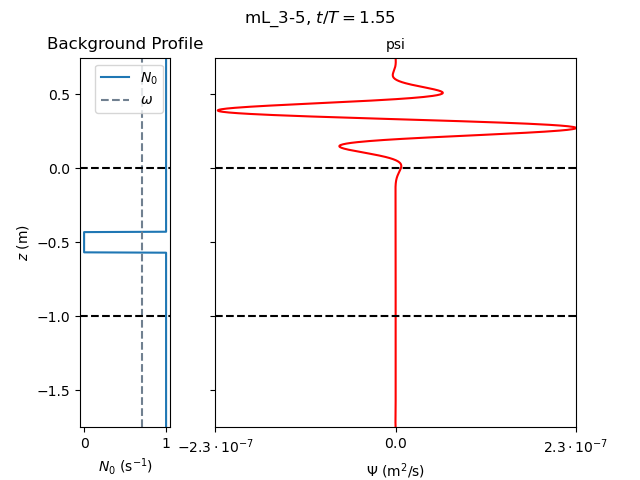 mL_3-5, t/T = 1.55
Background Profile
psi
N₀
ω
0.5
0.0
−0.5
−1.0
−1.5
z (m)
0
1
N₀ (s⁻¹)
−2.3 · 10⁻⁷
0.0
2.3 · 10⁻⁷
Ψ (m²/s)